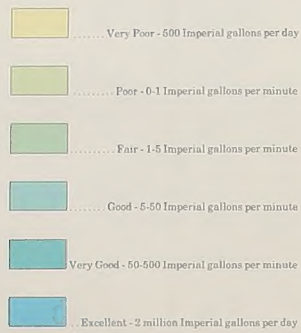 ........Very Poor - 500 Imperial gallons per day
.........Poor - 0-1 Imperial gallons per minute
..........Fair - 1-5 Imperial gallons per minute
........Good - 5-50 Imperial gallons per minute
Very Good - 50-500 Imperial gallons per minute
..Excellent - 2 million Imperial gallons per day